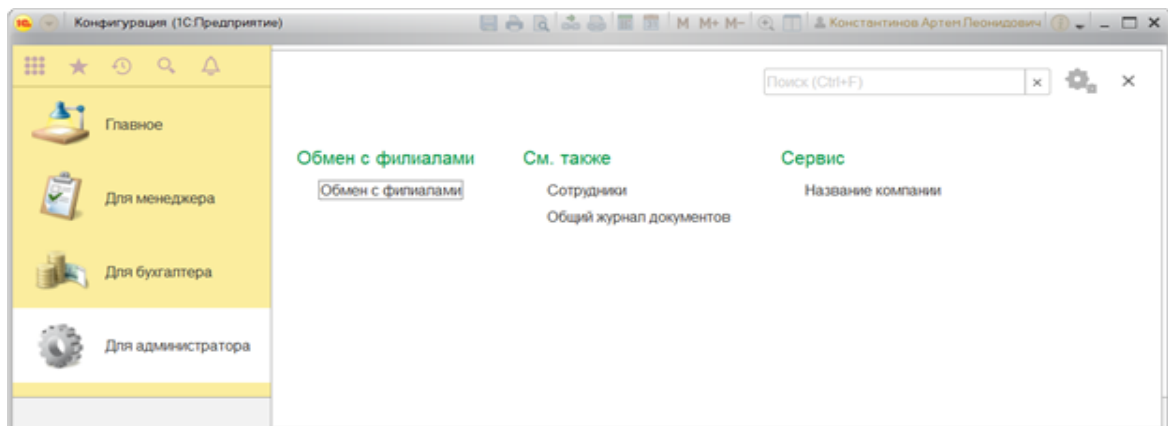 Конфигурация (1С:Предприятие)
M M+ M-
Константинов Артем Леонидович
Поиск (Ctrl+F)
Главное
Для менеджера
Для бухгалтера
Для администратора
Обмен с филиалами
Обмен с филиалами
См. также
Сотрудники
Общий журнал документов
Сервис
Название компании